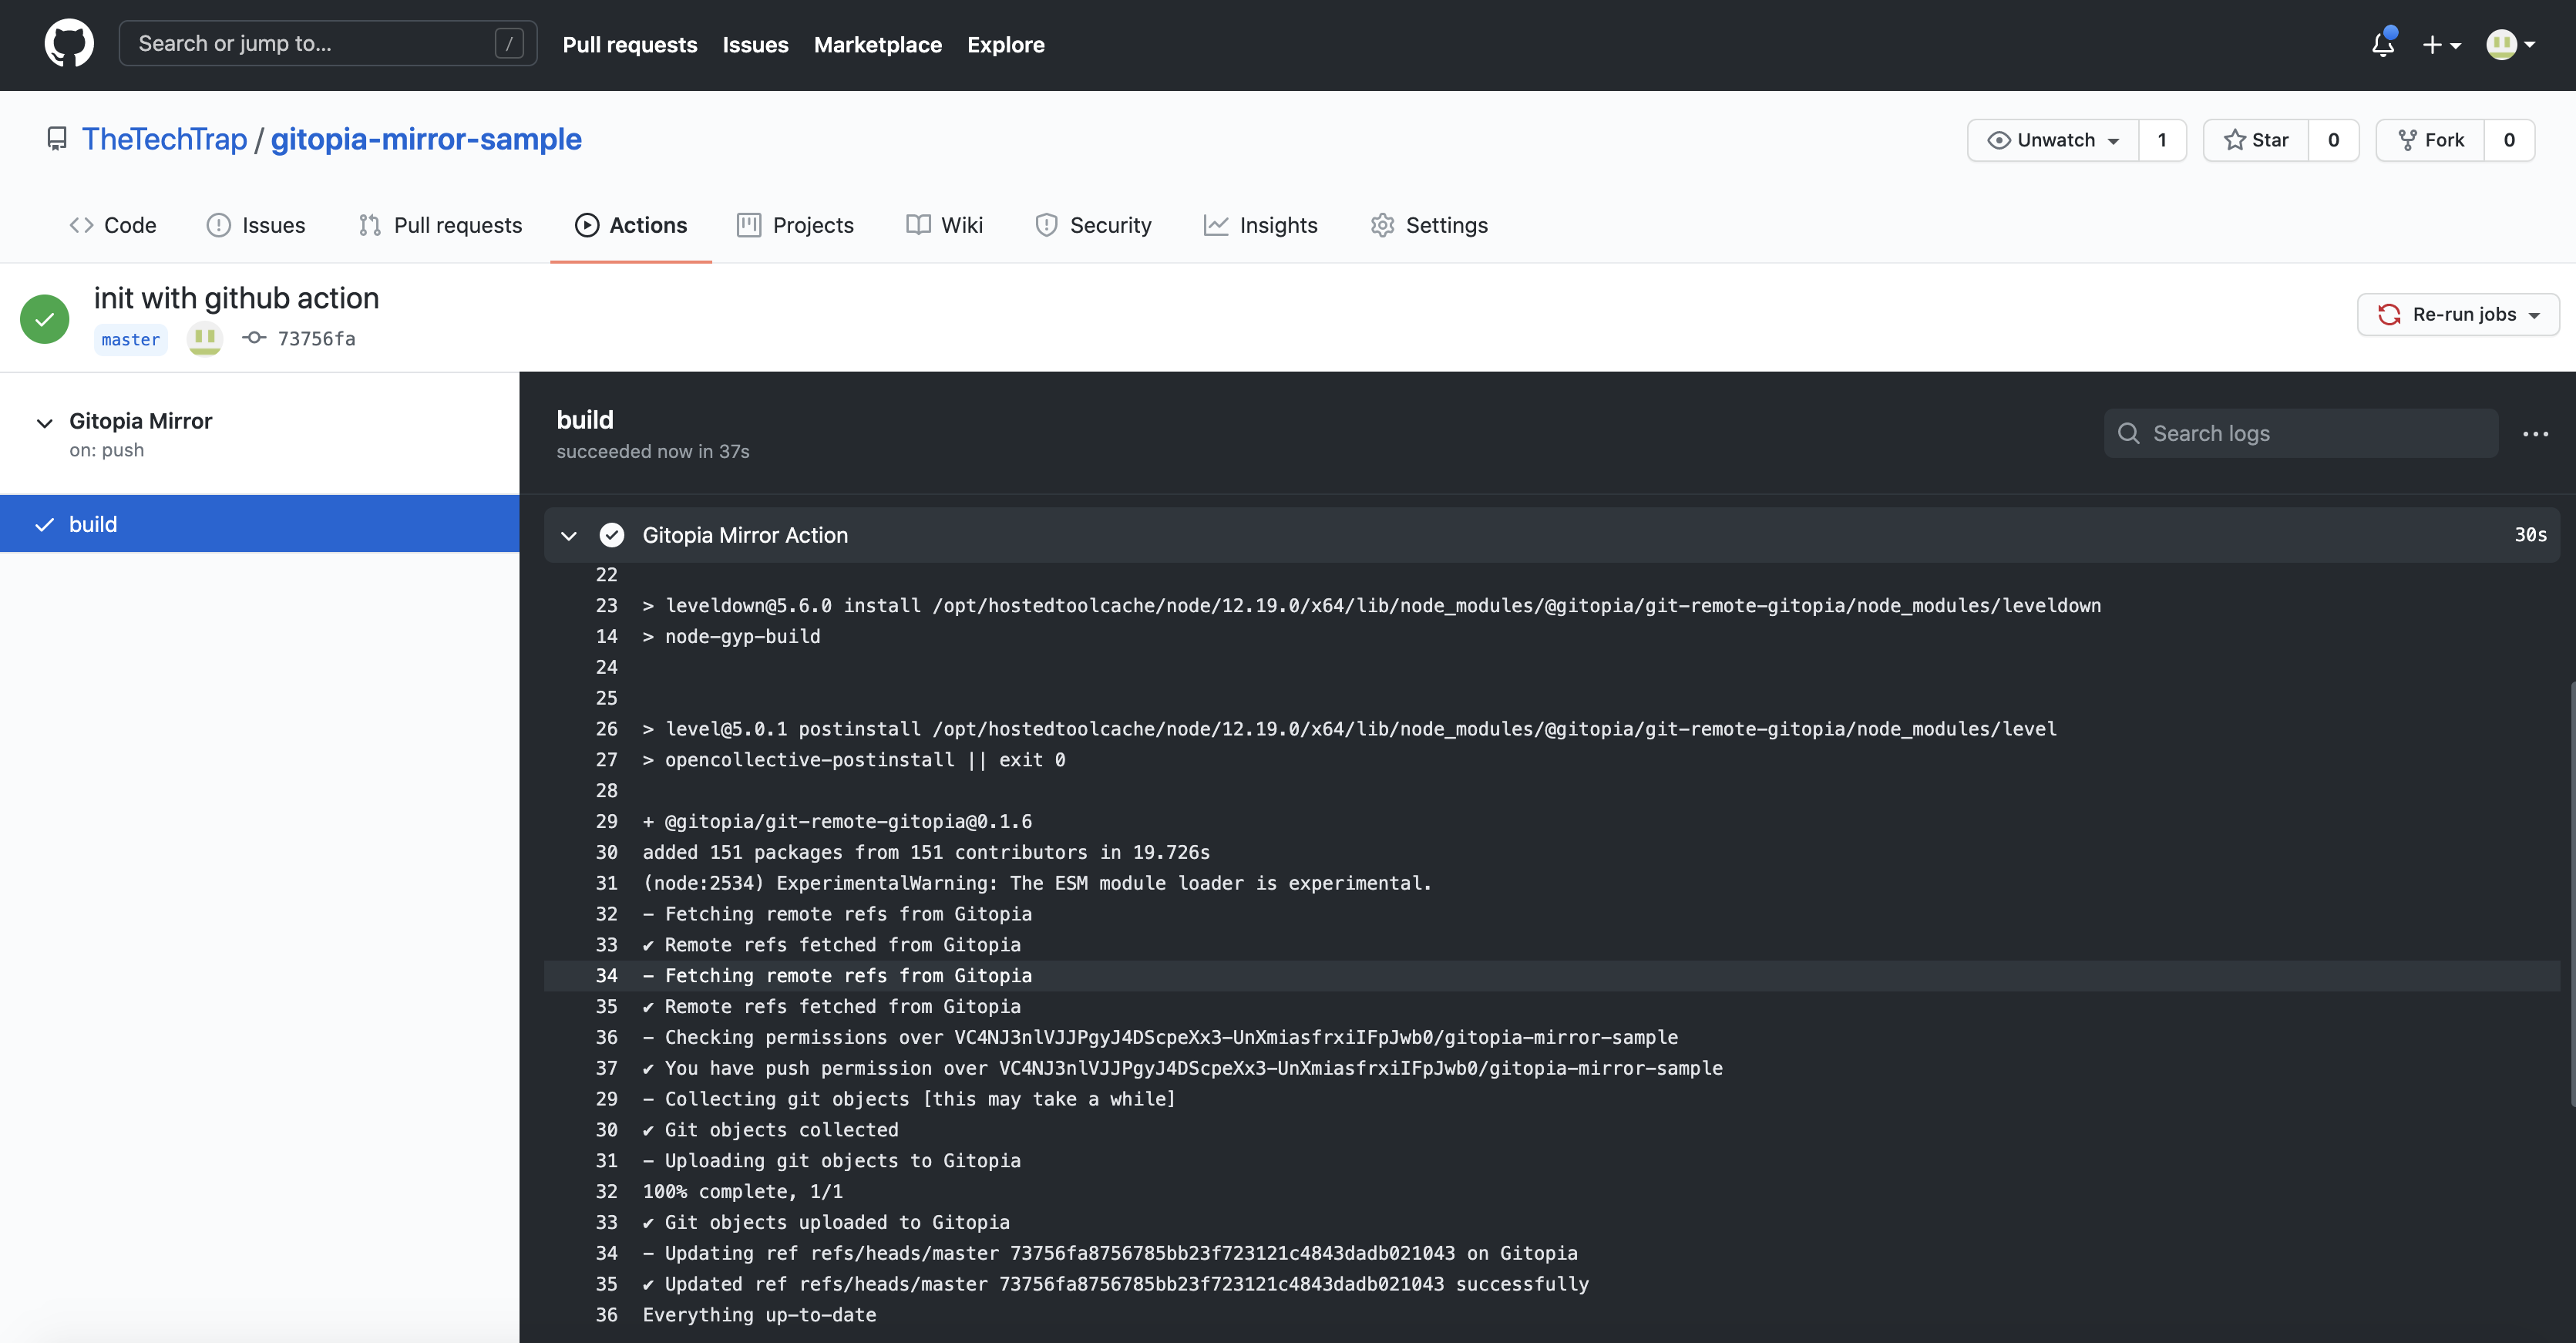 Search or jump to... /
Pull requests Issues Marketplace Explore
TheTechTrap / gitopia-mirror-sample
Unwatch 1 Star 0 Fork 0
Code Issues Pull requests Actions Projects Wiki Security Insights Settings
init with github action
master 73756fa
Re-run jobs
Gitopia Mirror
on: push
build
build
succeeded now in 37s
Search logs
Gitopia Mirror Action 30s
22
23 > leveldown@5.6.0 install /opt/hostedtoolcache/node/12.19.0/x64/lib/node_modules/@gitopia/git-remote-gitopia/node_modules/leveldown
14 > node-gyp-build
24
25
26 > level@5.0.1 postinstall /opt/hostedtoolcache/node/12.19.0/x64/lib/node_modules/@gitopia/git-remote-gitopia/node_modules/level
27 > opencollective-postinstall || exit 0
28
29 + @gitopia/git-remote-gitopia@0.1.6
30 added 151 packages from 151 contributors in 19.726s
31 (node:2534) ExperimentalWarning: The ESM module loader is experimental.
32 - Fetching remote refs from Gitopia
33 ✔ Remote refs fetched from Gitopia
34 - Fetching remote refs from Gitopia
35 ✔ Remote refs fetched from Gitopia
36 - Checking permissions over VC4NJ3nlVJJPgyJ4DScpeXx3-UnXmiasfrxiIFpJwb0/gitopia-mirror-sample
37 ✔ You have push permission over VC4NJ3nlVJJPgyJ4DScpeXx3-UnXmiasfrxiIFpJwb0/gitopia-mirror-sample
29 - Collecting git objects [this may take a while]
30 ✔ Git objects collected
31 - Uploading git objects to Gitopia
32 100% complete, 1/1
33 ✔ Git objects uploaded to Gitopia
34 - Updating ref refs/heads/master 73756fa8756785bb23f723121c4843dadb021043 on Gitopia
35 ✔ Updated ref refs/heads/master 73756fa8756785bb23f723121c4843dadb021043 successfully
36 Everything up-to-date